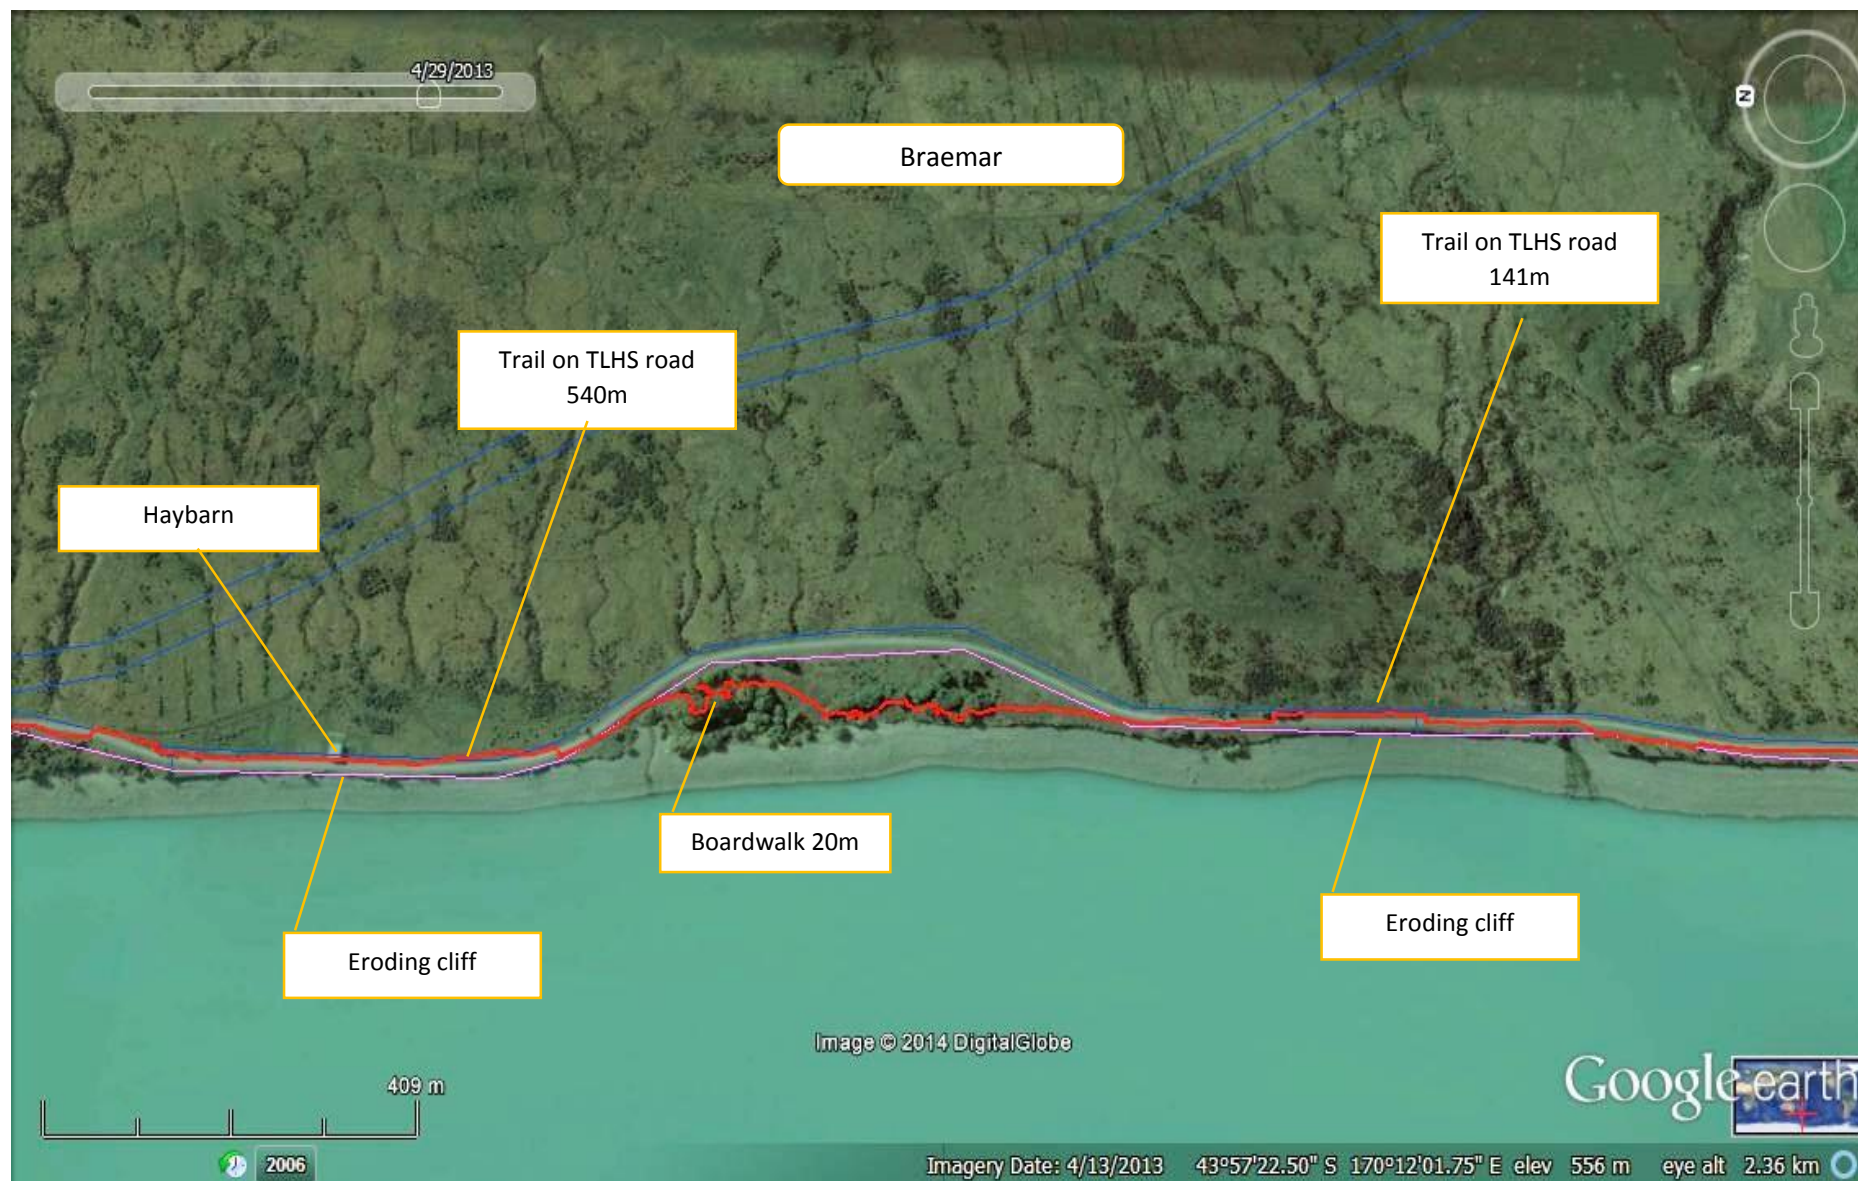 4/29/2013
N
Braemar
Trail on TLHS road
141m
Trail on TLHS road
540m
Haybarn
Boardwalk 20m
Eroding cliff
Eroding cliff
Image © 2014 DigitalGlobe
409 m
Google earth
2006
Imagery Date: 4/13/2013 43°57'22.50" S 170°12'01.75" E elev 556 m eye alt 2.36 km